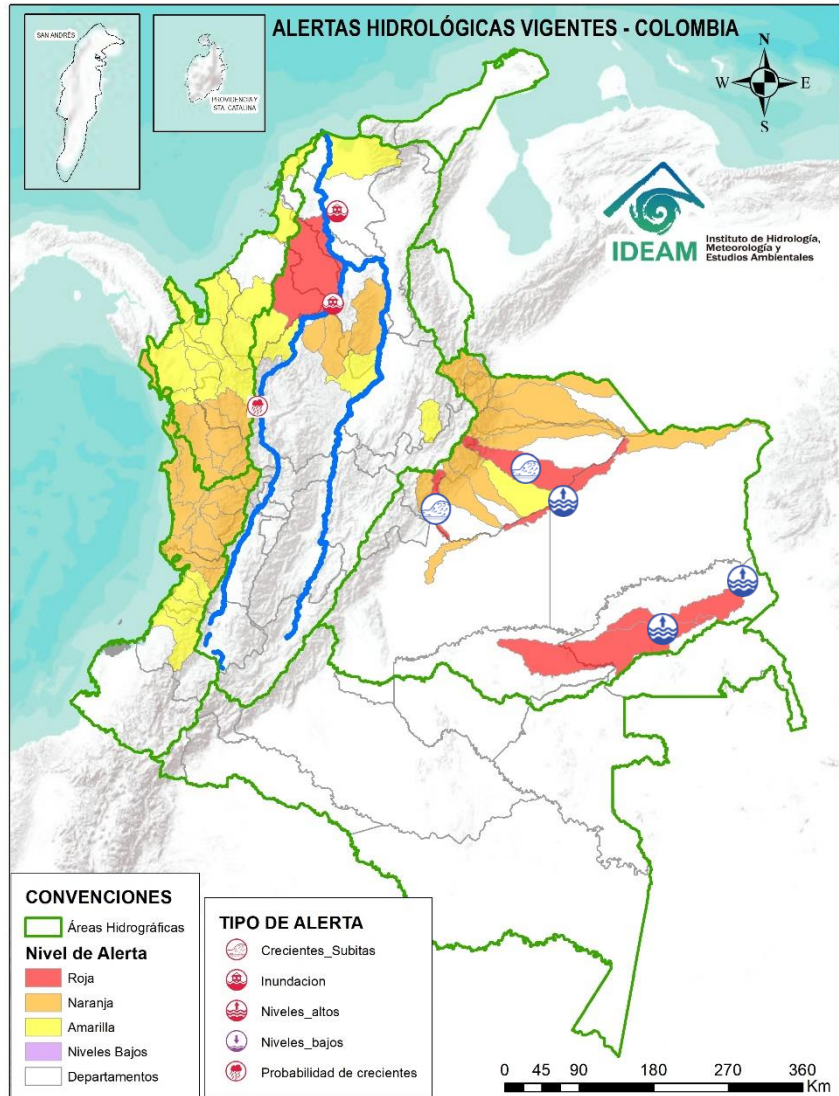 ALERTAS HIDROLÓGICAS VIGENTES - COLOMBIA
SAN ANDRÉS
PROVIDENCIA Y
STA. CATALINA
N
W
E
S
IDEAM
Instituto de Hidrología,
Meteorología y
Estudios Ambientales
CONVENCIONES
Áreas Hidrográficas
Nivel de Alerta
Roja
Naranja
Amarilla
Niveles Bajos
Departamentos
TIPO DE ALERTA
Crecientes_Subitas
Inundacion
Niveles_altos
Niveles_bajos
Probabilidad de crecientes
0 45 90 180 270 360
Km